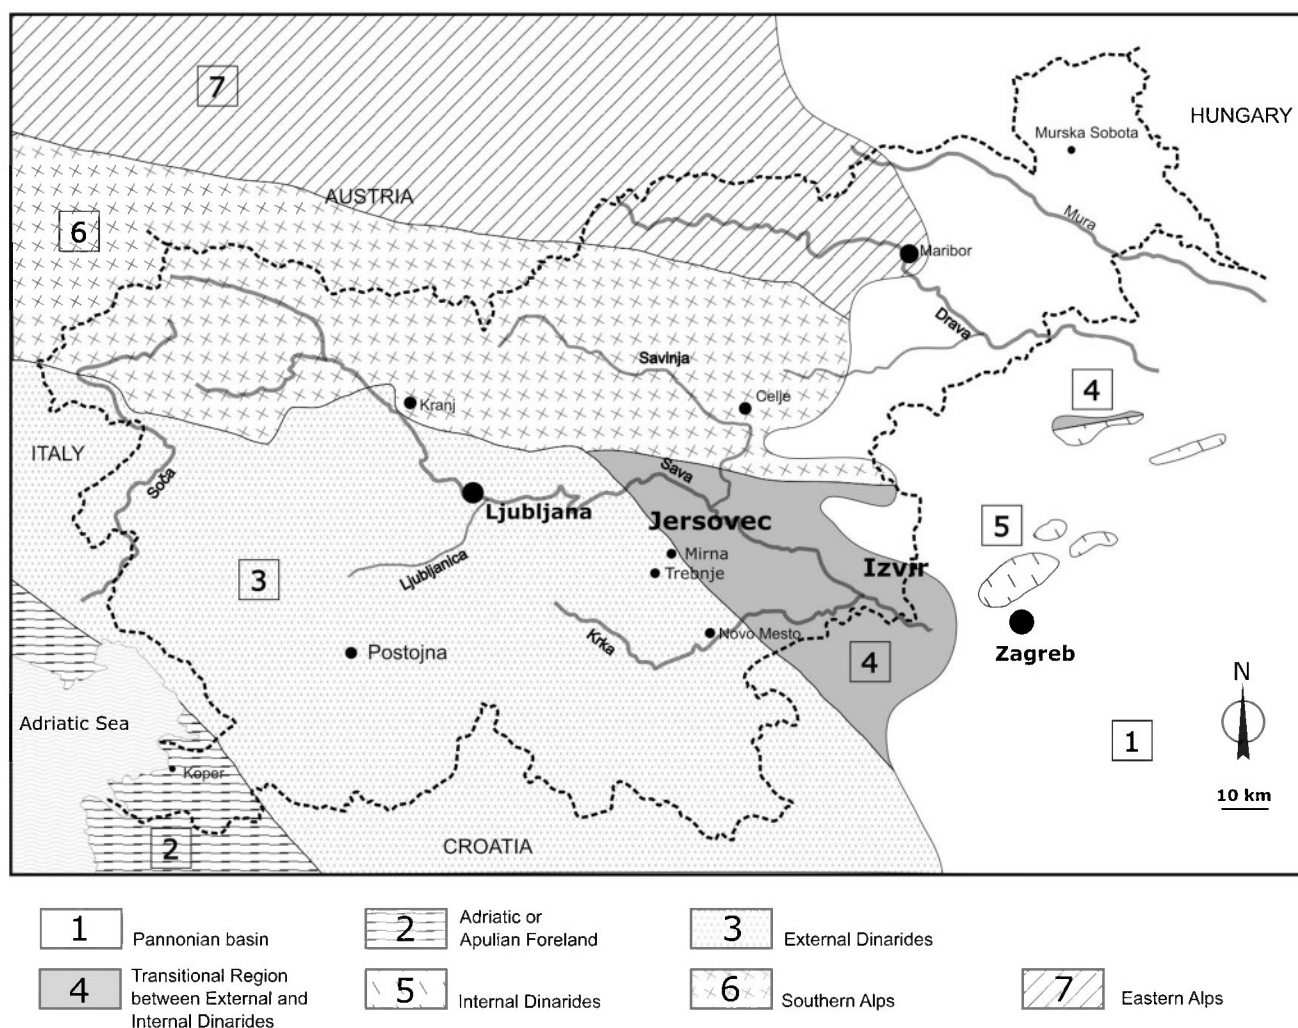 7
HUNGARY
Murska Sobota
AUSTRIA
6
Mura
Maribor
Drava
Savinja
4
Celje
Kranj
ITALY
Sava
Soča
Ljubljana
Jersovec
5
Mirna
Izvir
Ljubljanica
Trebnje
3
Krka
Novo Mesto
Zagreb
Postojna
4
N
Adriatic Sea
1
Koper
10 km
2
CROATIA
1 Pannonian basin
2 Adriatic or
Apulian Foreland
3 External Dinarides
4 Transitional Region
between External and
Internal Dinarides
5 Internal Dinarides
6 Southern Alps
7 Eastern Alps